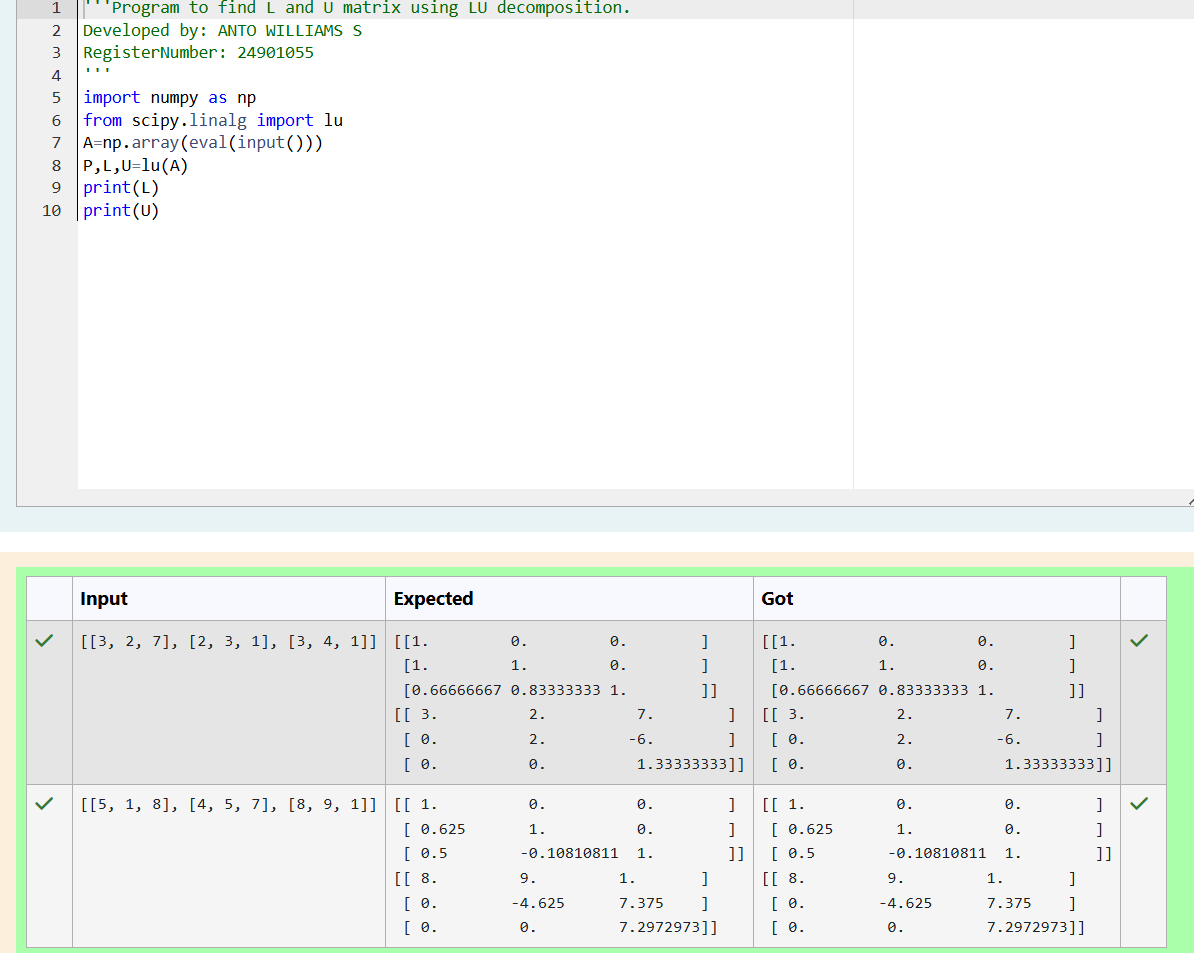 1 '''Program to find L and U matrix using LU decomposition.
2 Developed by: ANTO WILLIAMS S
3 RegisterNumber: 24901055
4 '''
5 import numpy as np
6 from scipy.linalg import lu
7 A=np.array(eval(input()))
8 P,L,U=lu(A)
9 print(L)
10 print(U)
Input Expected Got
[[3, 2, 7], [2, 3, 1], [3, 4, 1]] [[1. 0. 0. ] [[1. 0. 0. ]
[1. 1. 0. ] [1. 1. 0. ]
[0.66666667 0.83333333 1. ]] [0.66666667 0.83333333 1. ]]
[[ 3. 2. 7. ] [[ 3. 2. 7. ]
[ 0. 2. -6. ] [ 0. 2. -6. ]
[ 0. 0. 1.33333333]] [ 0. 0. 1.33333333]]
[[5, 1, 8], [4, 5, 7], [8, 9, 1]] [[ 1. 0. 0. ] [[ 1. 0. 0. ]
[ 0.625 1. 0. ] [ 0.625 1. 0. ]
[ 0.5 -0.10810811 1. ]] [ 0.5 -0.10810811 1. ]]
[[ 8. 9. 1. ] [[ 8. 9. 1. ]
[ 0. -4.625 7.375 ] [ 0. -4.625 7.375 ]
[ 0. 0. 7.2972973]] [ 0. 0. 7.2972973]]